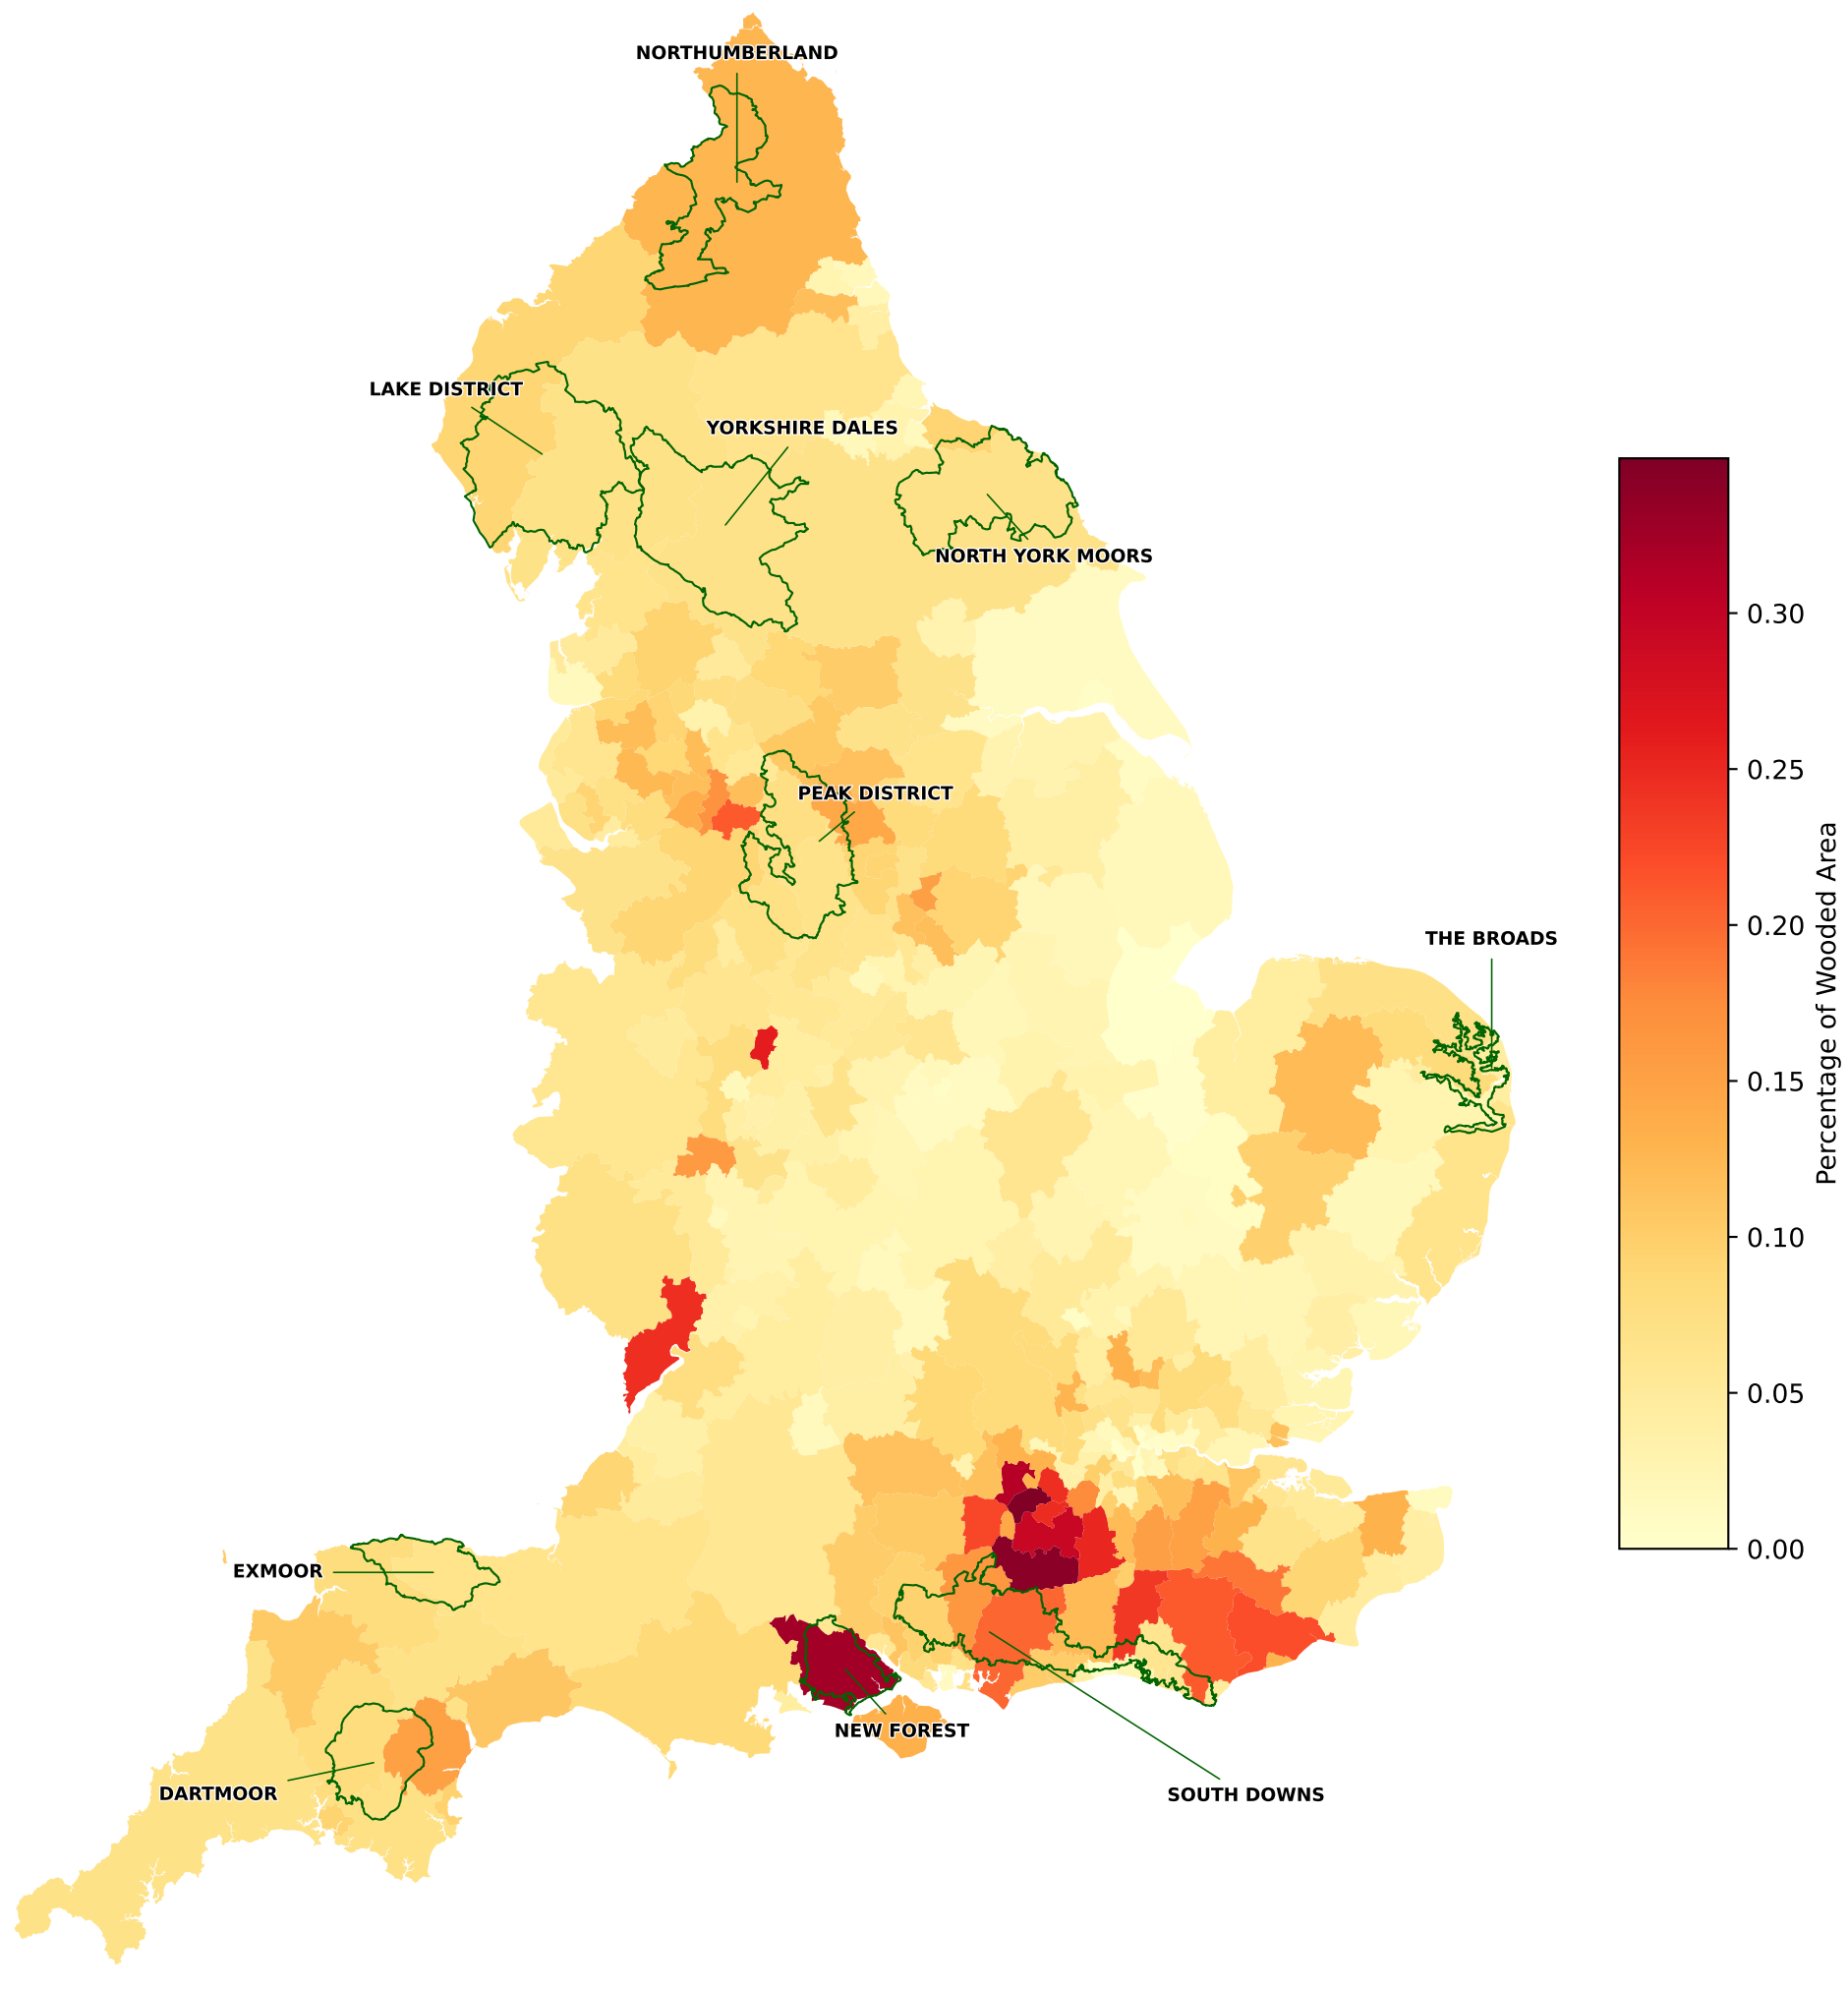 NORTHUMBERLAND
LAKE DISTRICT
YORKSHIRE DALES
NORTH YORK MOORS
PEAK DISTRICT
THE BROADS
EXMOOR
NEW FOREST
DARTMOOR
SOUTH DOWNS
0.30
0.25
0.20
0.15
0.10
0.05
0.00
Percentage of Wooded Area